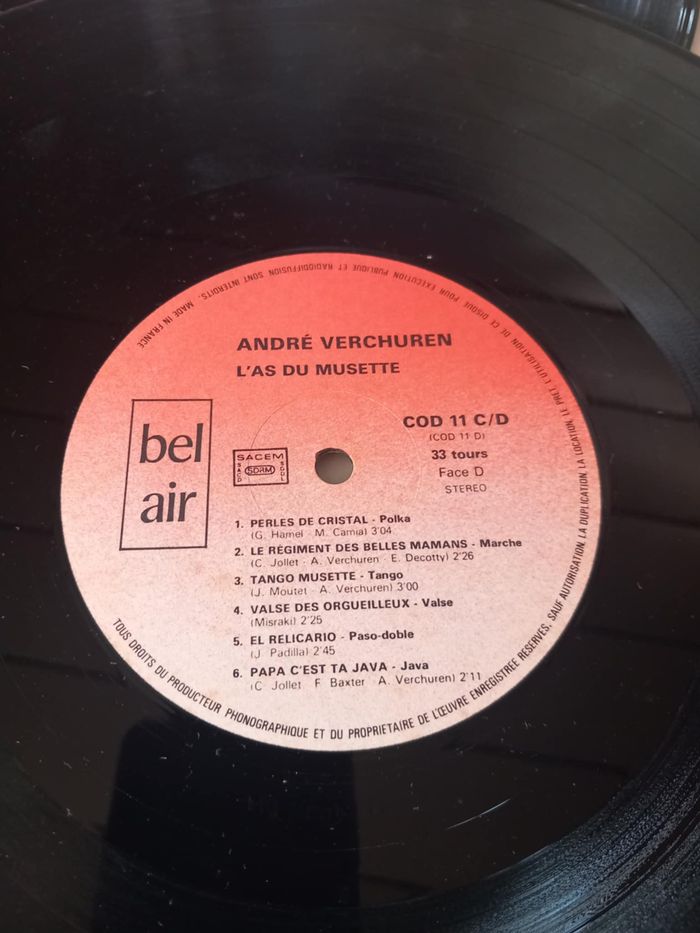 ANDRÉ VERCHUREN
L'AS DU MUSETTE
bel
air
SACEM
SACD
SDRM
SGDL
COD 11 C/D
(COD 11 D)
33 tours
Face D
STEREO
1. PERLES DE CRISTAL - Polka
(G. Hamel - M. Camia) 3'04
2. LE RÉGIMENT DES BELLES MAMANS - Marche
(C. Jollet - A. Verchuren - E. Decotty) 2'26
3. TANGO MUSETTE - Tango
(J. Moutet - A. Verchuren) 3'00
4. VALSE DES ORGUEILLEUX - Valse
(Misraki) 2'25
5. EL RELICARIO - Paso-doble
(J. Padilla) 2'45
6. PAPA C'EST TA JAVA - Java
(C. Jollet - F. Baxter - A. Verchuren) 2'11
TOUS DROITS DU PRODUCTEUR PHONOGRAPHIQUE ET DU PROPRIETAIRE DE L'ŒUVRE ENREGISTREE RESERVES, SAUF AUTORISATION, LA DUPLICATION, LA LOCATION, LE PRET L'UTILISATION DE CE DISQUE POUR EXECUTION PUBLIQUE ET RADIODIFFUSION SONT INTERDITS. MADE IN FRANCE